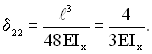 δ₂₂ = ℓ³/48EIₓ = 4/3EIₓ.